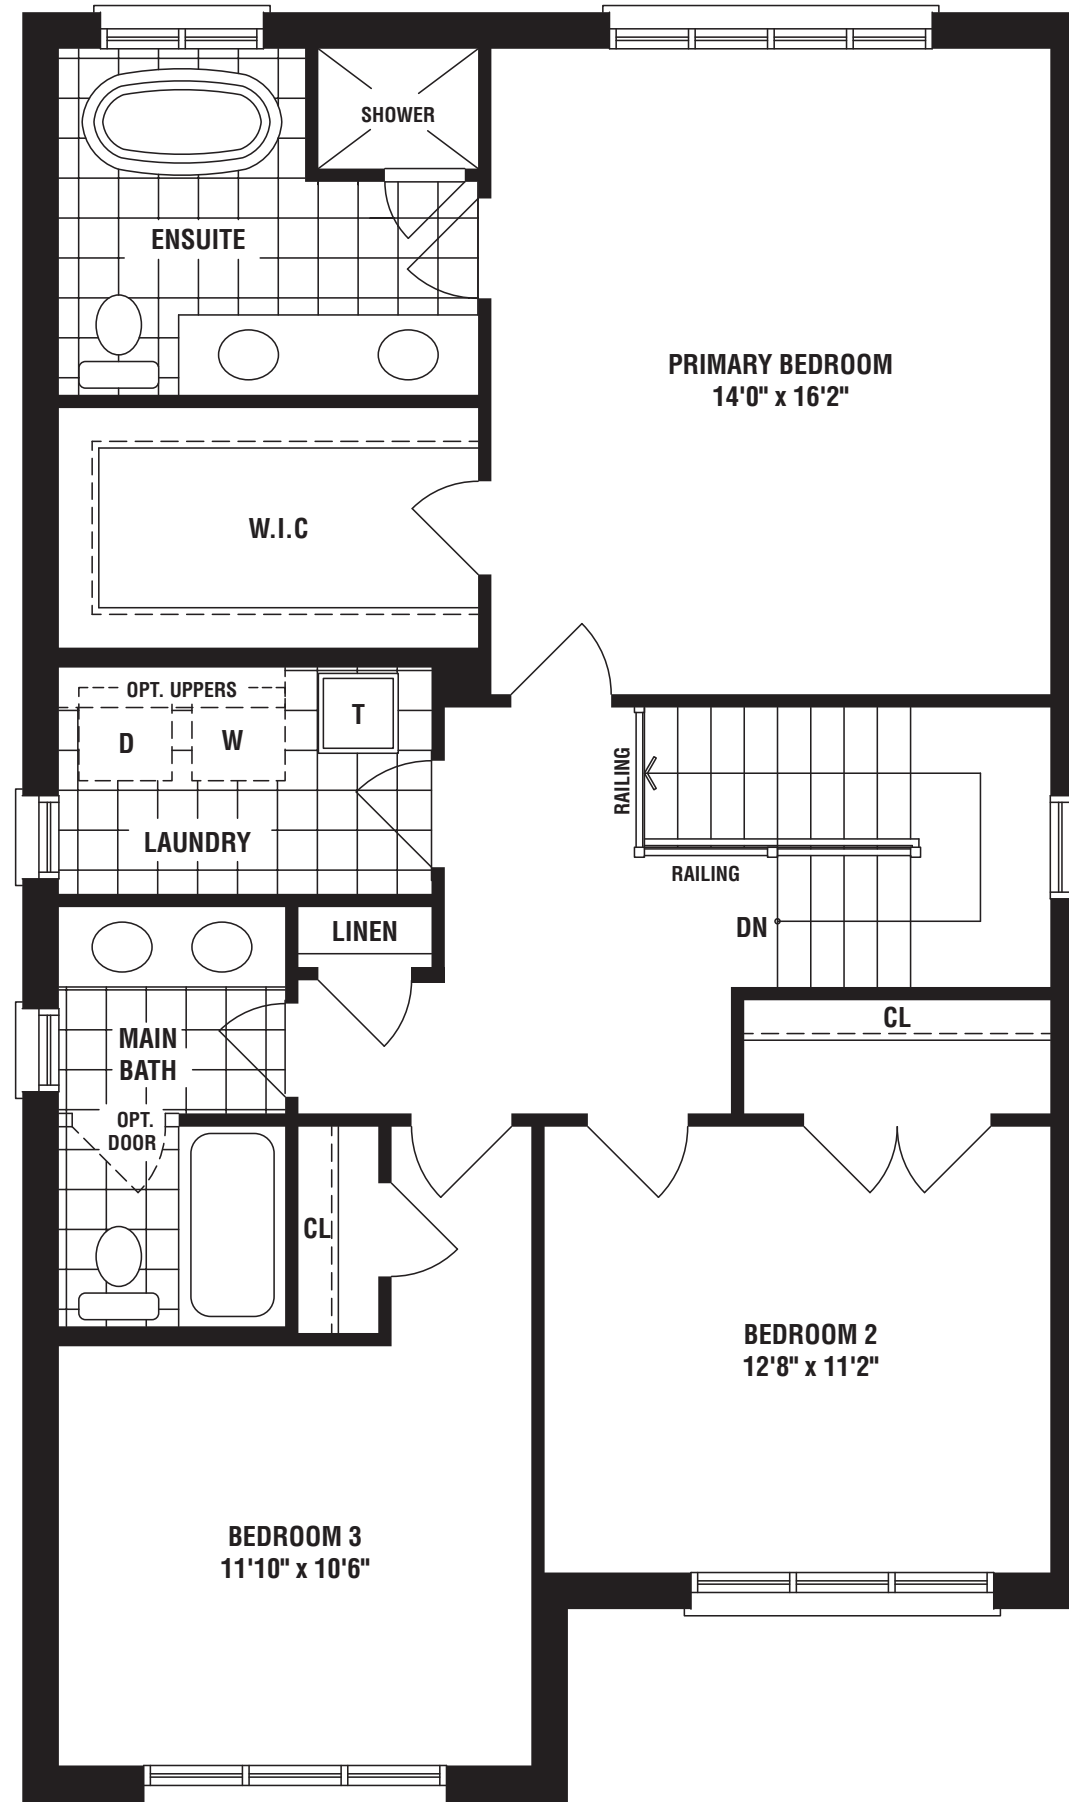 SHOWER
ENSUITE
PRIMARY BEDROOM
14'0" x 16'2"
W.I.C
OPT. UPPERS
D
W
T
LAUNDRY
RAILING
RAILING
DN
LINEN
CL
MAIN
BATH
OPT.
DOOR
CL
BEDROOM 2
12'8" x 11'2"
BEDROOM 3
11'10" x 10'6"